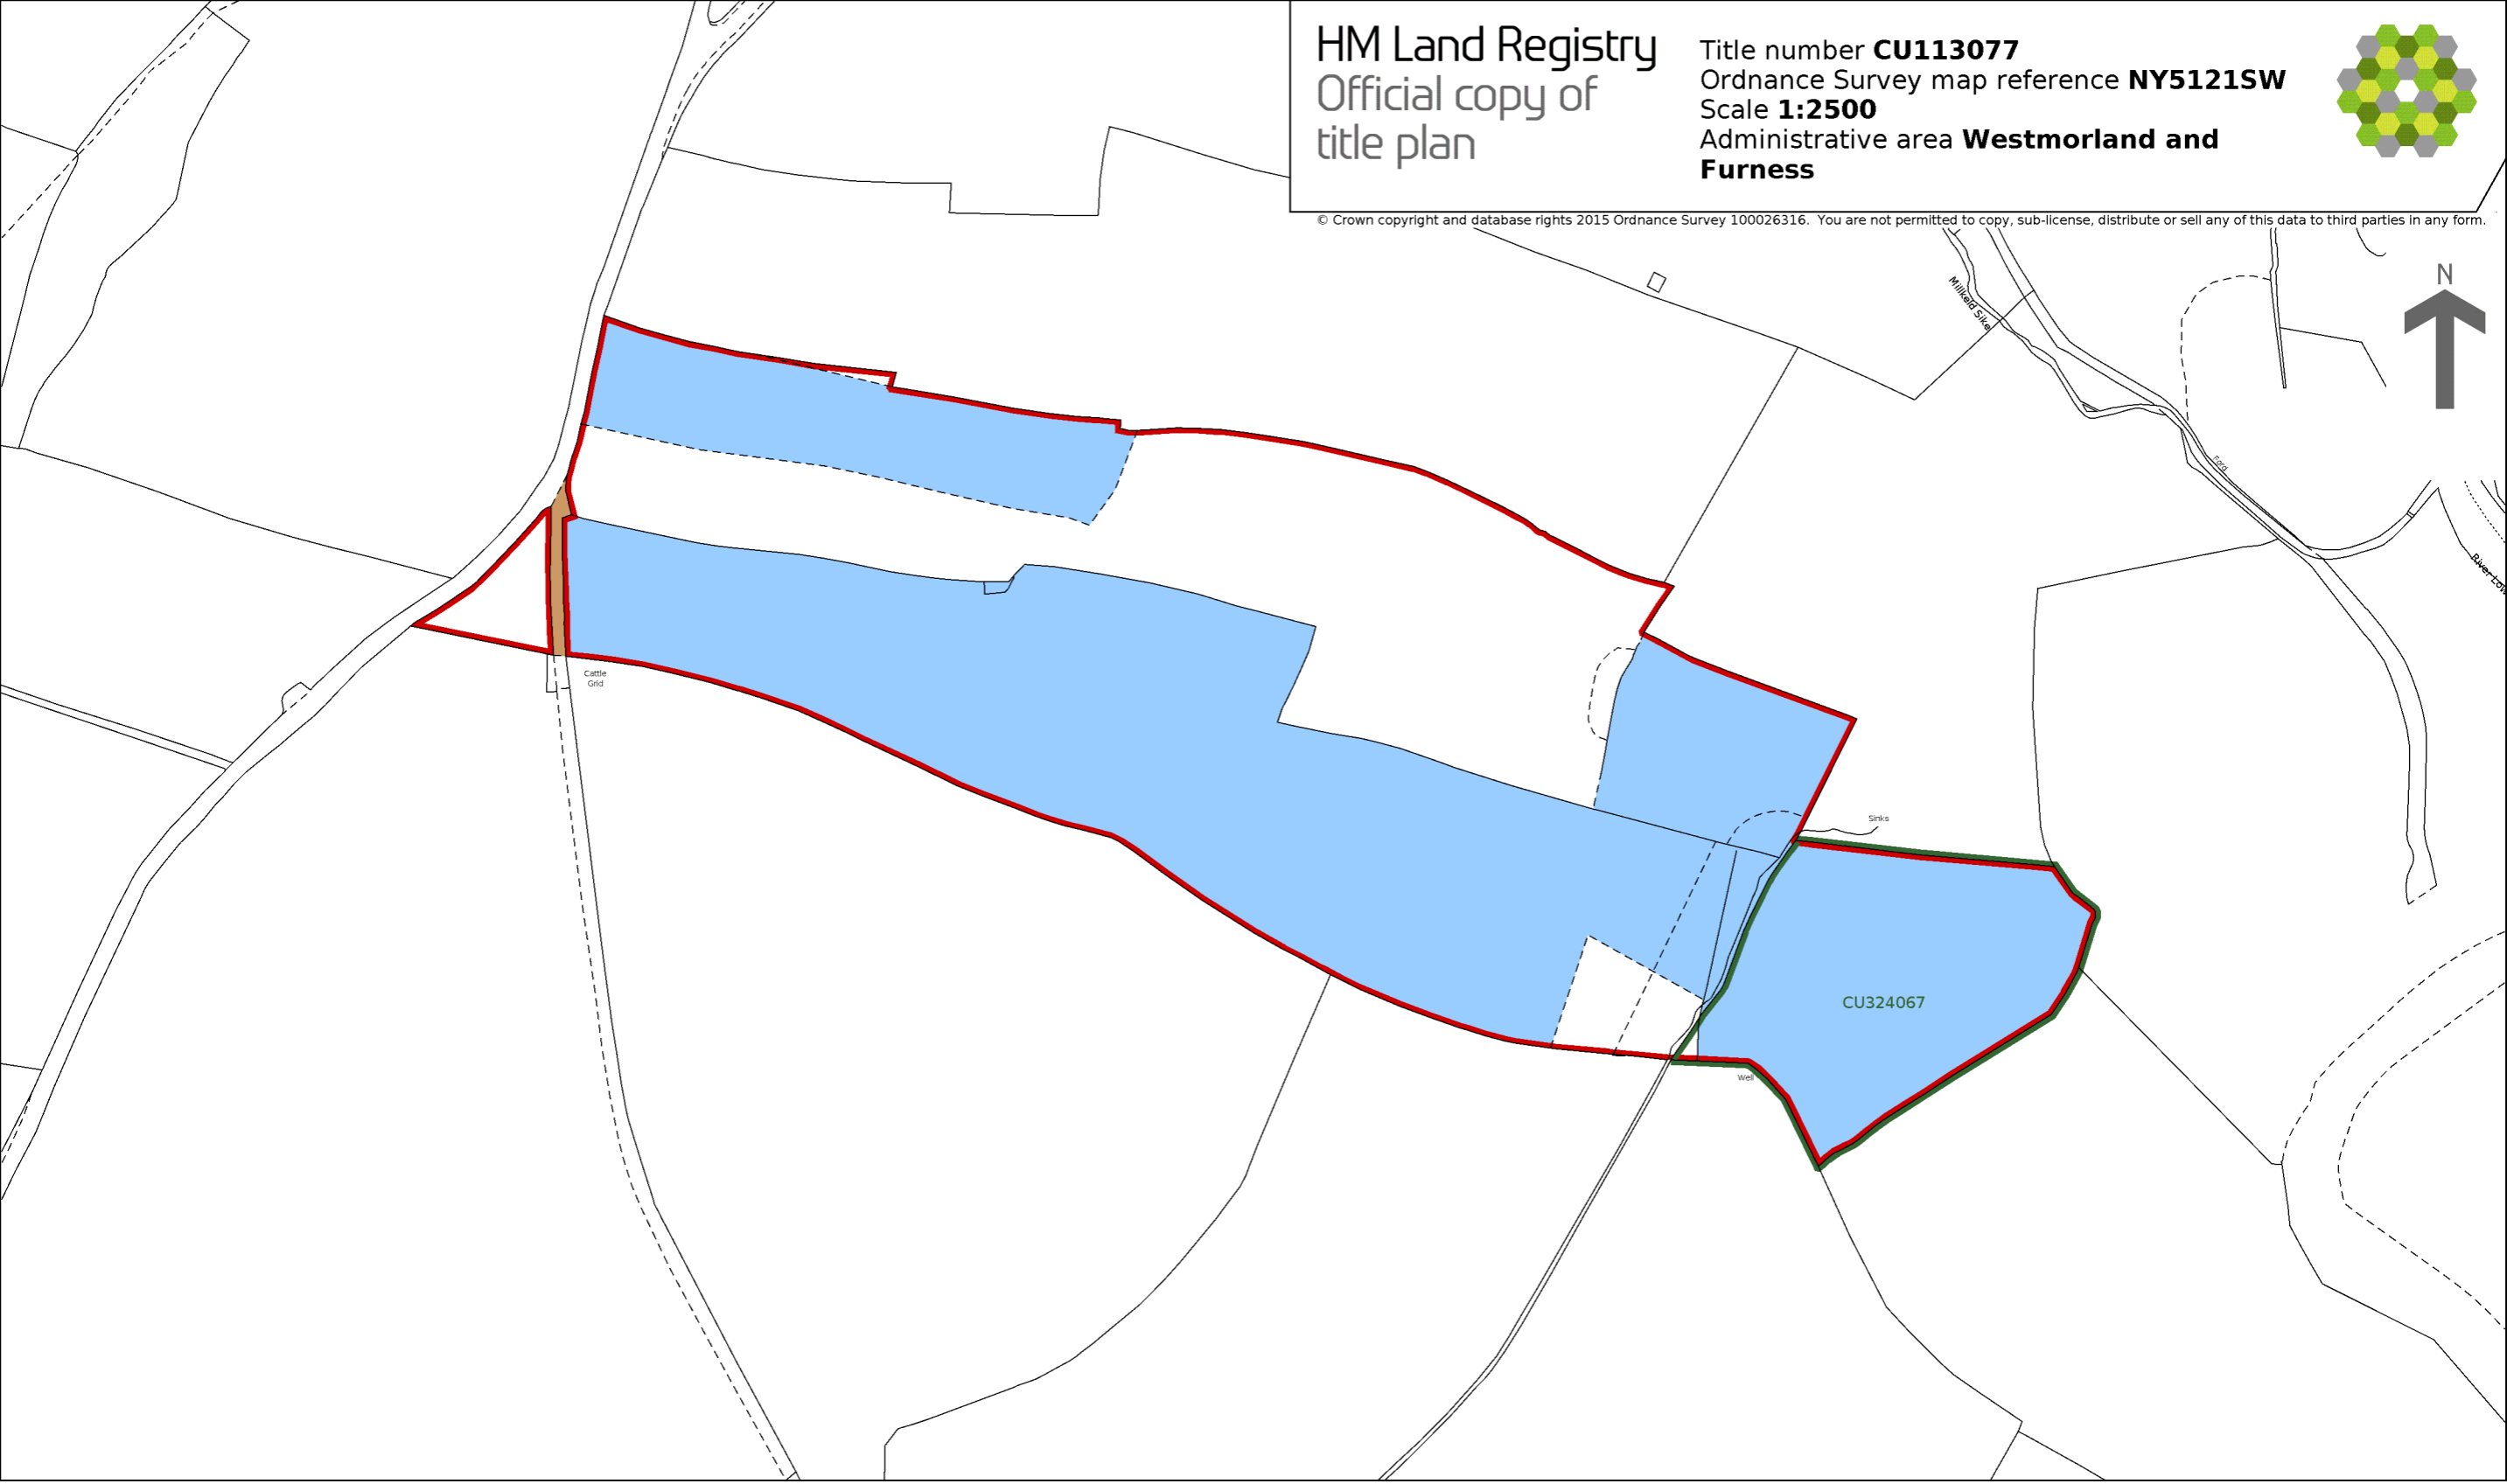 HM Land Registry
Official copy of
title plan
Title number CU113077
Ordnance Survey map reference NY5121SW
Scale 1:2500
Administrative area Westmorland and
Furness
© Crown copyright and database rights 2015 Ordnance Survey 100026316. You are not permitted to copy, sub-license, distribute or sell any of this data to third parties in any form.
N
Millkeld Sike
Ford
Cattle
Grid
Sinks
CU324067
Well